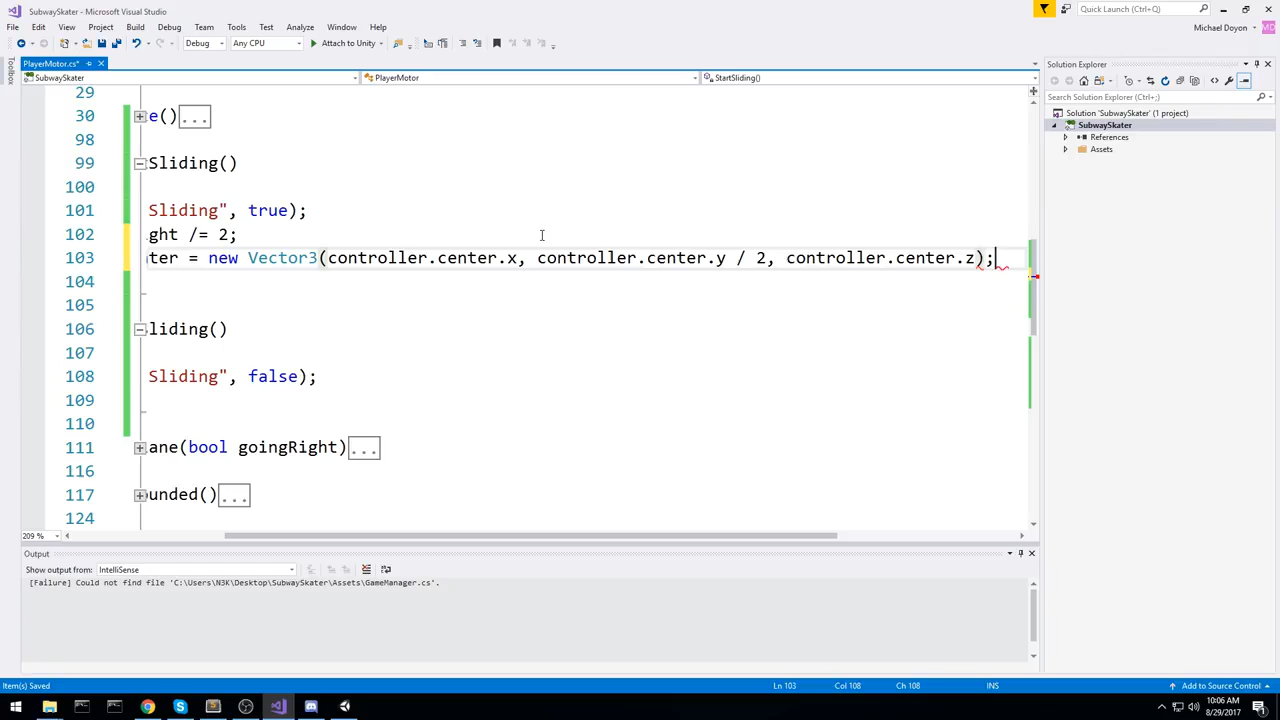 SubwaySkater - Microsoft Visual Studio
Quick Launch (Ctrl+Q)
File Edit View Project Build Debug Team Tools Test Analyze Window Help
Michael Doyon MD
Debug Any CPU Attach to Unity
Toolbox
PlayerMotor.cs*
SubwaySkater PlayerMotor StartSliding()
29
30 e()...
98
99 Sliding()
100
101 Sliding", true);
102 ght /= 2;
103 ter = new Vector3(controller.center.x, controller.center.y / 2, controller.center.z);
104
105
106 liding()
107
108 Sliding", false);
109
110
111 ane(bool goingRight)...
116
117 unded()...
124
209 %
Solution Explorer
Search Solution Explorer (Ctrl+;)
Solution 'SubwaySkater' (1 project)
SubwaySkater
References
Assets
Output
Show output from: IntelliSense
[Failure] Could not find file 'C:\Users\N3K\Desktop\SubwaySkater\Assets\GameManager.cs'.
Item(s) Saved Ln 103 Col 108 Ch 108 INS Add to Source Control
10:06 AM
8/29/2017
1